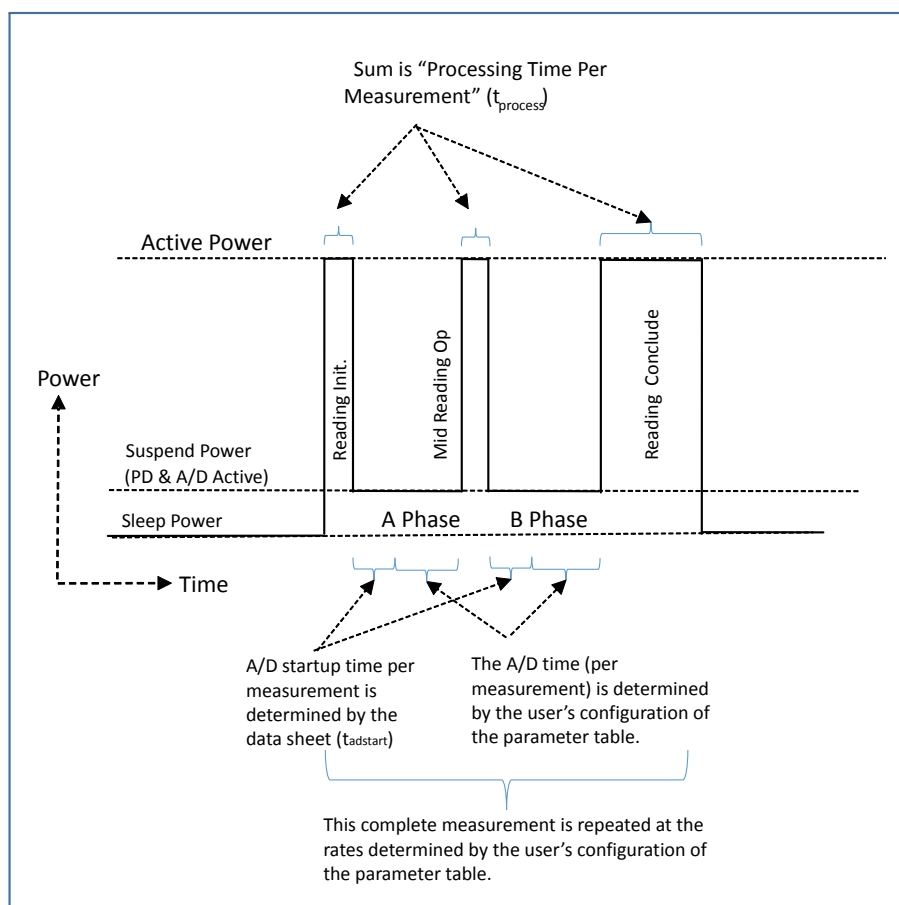 Sum is “Processing Time Per
Measurement” (tprocess)
Active Power
Reading Init.
Mid Reading Op
Reading Conclude
Power
Suspend Power
(PD & A/D Active)
Sleep Power
A Phase
B Phase
Time
A/D startup time per
measurement is
determined by the
data sheet (tadstart)
The A/D time (per
measurement) is determined
by the user’s configuration of
the parameter table.
This complete measurement is repeated at the
rates determined by the user’s configuration of
the parameter table.